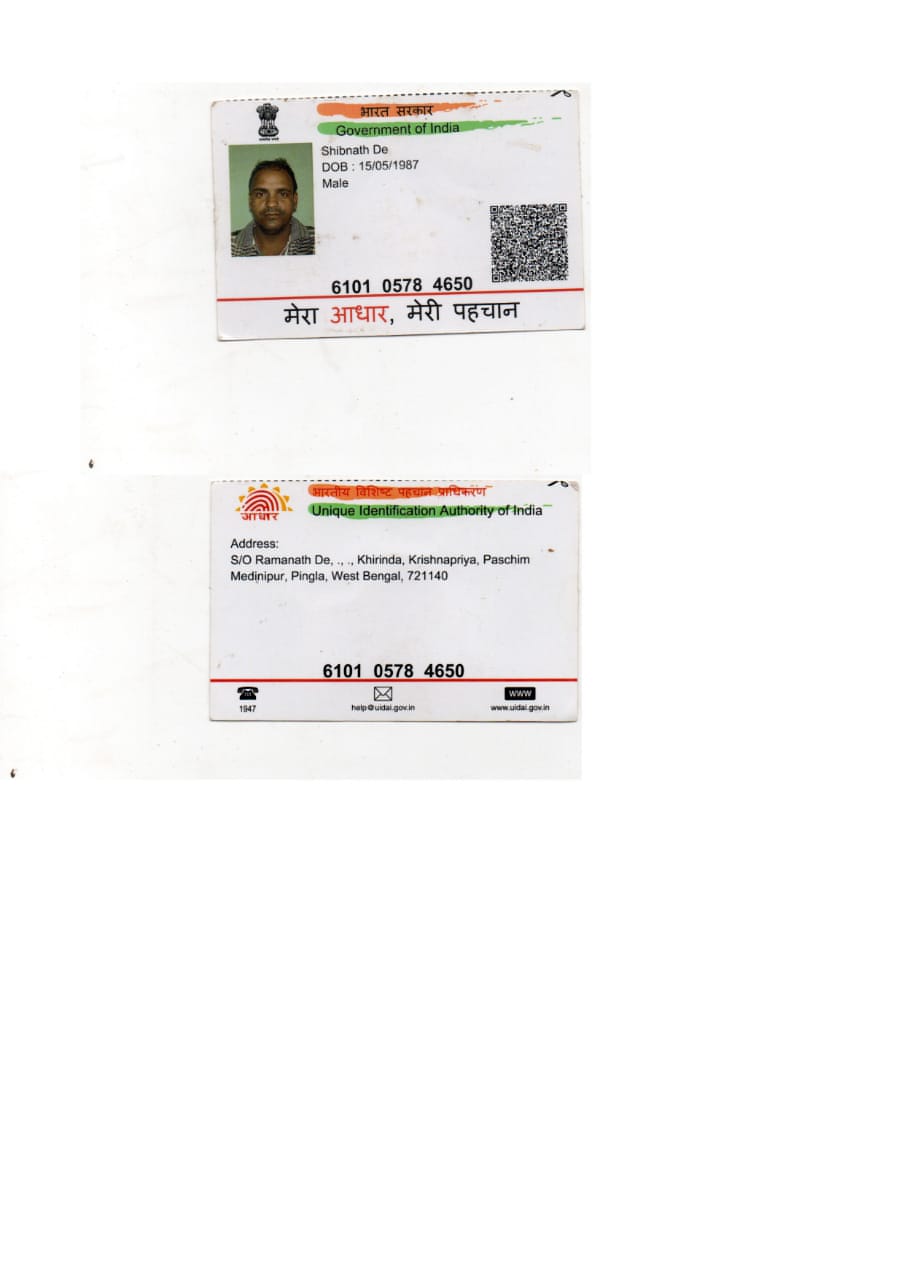 भारत सरकार
Government of India
Shibnath De
DOB : 15/05/1987
Male
6101 0578 4650
मेरा आधार, मेरी पहचान
भारतीय विशिष्ट पहचान प्राधिकरण
Unique Identification Authority of India
आधार
Address:
S/O Ramanath De, ., ., Khirinda, Krishnapriya, Paschim
Medinipur, Pingla, West Bengal, 721140
6101 0578 4650
1947
help@uidai.gov.in
WWW
www.uidai.gov.in